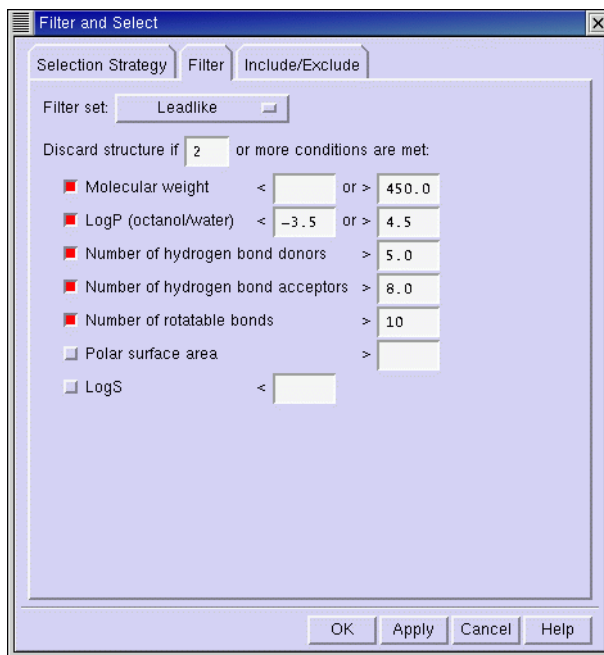 Filter and Select
Selection Strategy Filter Include/Exclude
Filter set: Leadlike
Discard structure if 2 or more conditions are met:
Molecular weight < or > 450.0
LogP (octanol/water) < -3.5 or > 4.5
Number of hydrogen bond donors > 5.0
Number of hydrogen bond acceptors > 8.0
Number of rotatable bonds > 10
Polar surface area >
LogS <
OK Apply Cancel Help